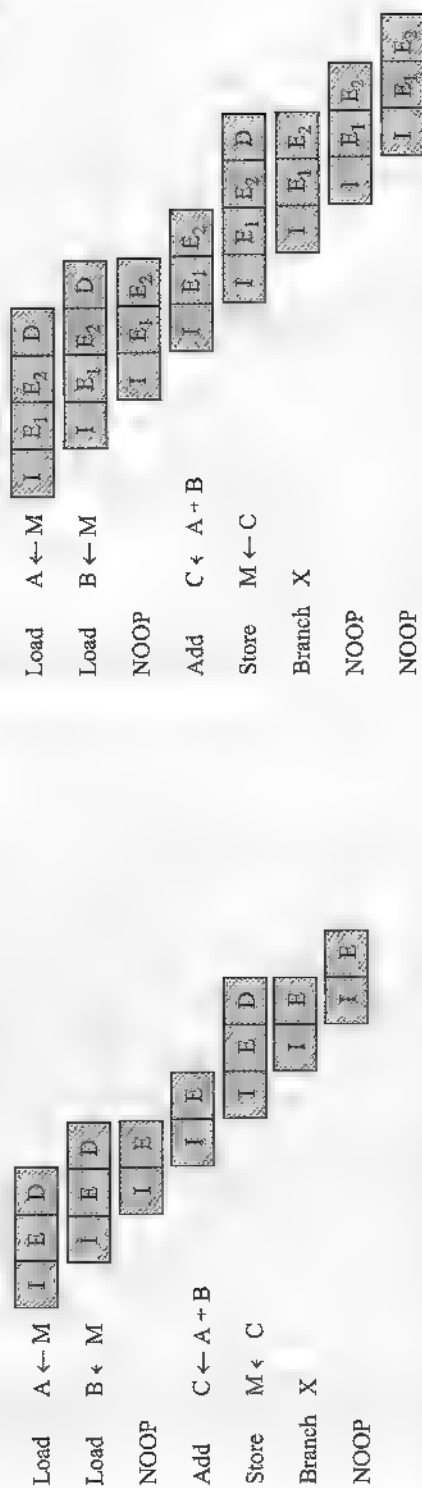 Load A ← M I E D
Load B ← M I E D
NOOP I E
Add C ← A + B I E
Store M ← C I E D
Branch X I E
NOOP I E
Load A ← M I E₁ E₂ D
Load B ← M I E₁ E₂ D
NOOP I E₁ E₂
Add C ← A + B I E₁ E₂
Store M ← C I E₁ E₂ D
Branch X I E₁ E₂
NOOP I E₁ E₂
NOOP I E₁ E₂